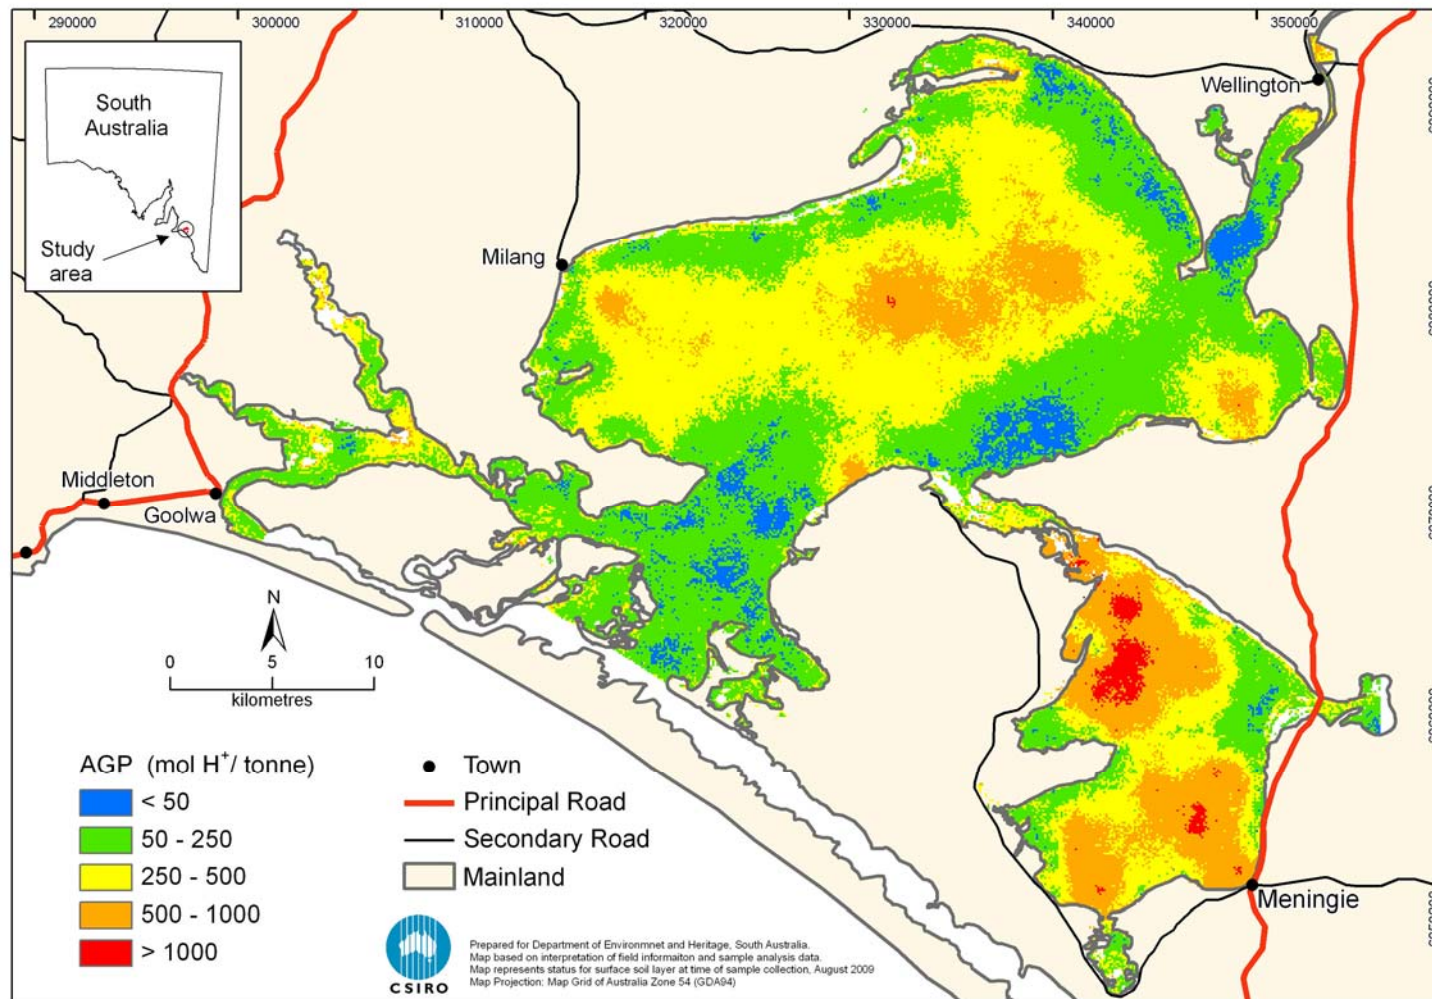 290000 300000 310000 320000 330000 340000 350000
South
Australia
Study
area
Wellington
Milang
Middleton
Goolwa
N
0 5 10
kilometres
AGP (mol H⁺/ tonne)
< 50
50 - 250
250 - 500
500 - 1000
> 1000
Town
Principal Road
Secondary Road
Mainland
Meningie
CSIRO
Prepared for Department of Environmnet and Heritage, South Australia.
Map based on interpretation of field informaiton and sample analysis data.
Map represents status for surface soil layer at time of sample collection, August 2009
Map Projection: Map Grid of Australia Zone 54 (GDA94)